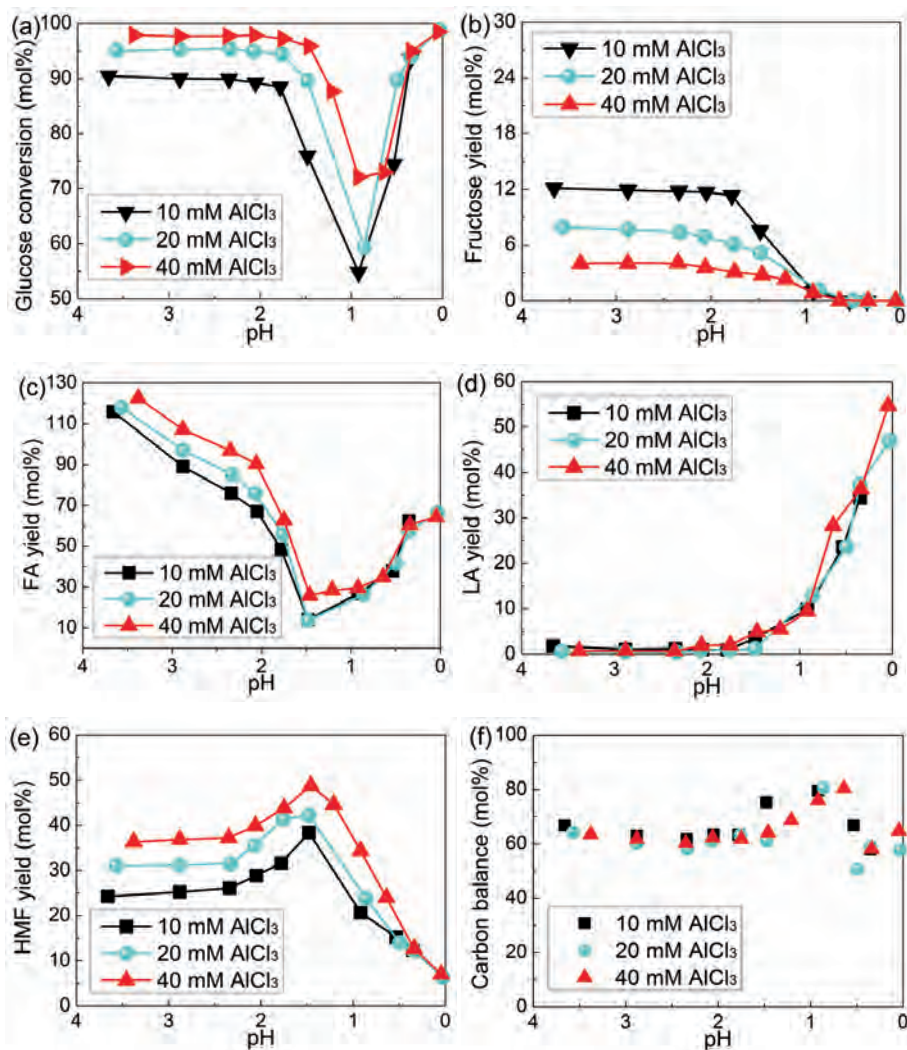 (a)
Glucose conversion (mol%)
100
90
80
70
60
50
10 mM AlCl₃
20 mM AlCl₃
40 mM AlCl₃
4 3 2 1 0
pH
(b)
Fructose yield (mol%)
30
24
18
12
6
0
10 mM AlCl₃
20 mM AlCl₃
40 mM AlCl₃
4 3 2 1 0
pH
(c)
FA yield (mol%)
130
110
90
70
50
30
10
10 mM AlCl₃
20 mM AlCl₃
40 mM AlCl₃
4 3 2 1 0
pH
(d)
LA yield (mol%)
60
50
40
30
20
10
0
10 mM AlCl₃
20 mM AlCl₃
40 mM AlCl₃
4 3 2 1 0
pH
(e)
HMF yield (mol%)
60
50
40
30
20
10
0
10 mM AlCl₃
20 mM AlCl₃
40 mM AlCl₃
4 3 2 1 0
pH
(f)
Carbon balance (mol%)
100
80
60
40
20
0
10 mM AlCl₃
20 mM AlCl₃
40 mM AlCl₃
4 3 2 1 0
pH